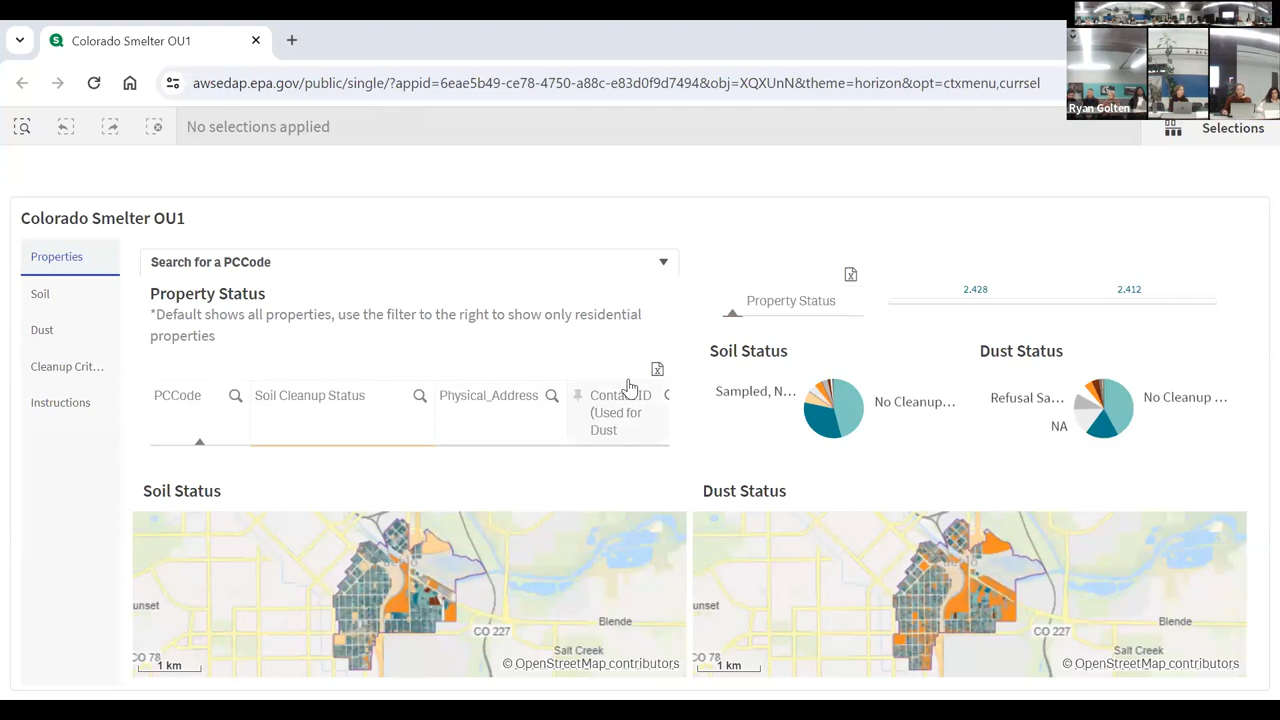 Colorado Smelter OU1
awsedap.epa.gov/public/single/?appid=6eae5b49-ce78-4750-a88c-e83d0f9d7494&obj=XQXUnN&theme=horizon&opt=ctxmenu,currsel
Ryan Golten
No selections applied
Selections
Colorado Smelter OU1
Properties
Soil
Dust
Cleanup Crit...
Instructions
Search for a PCCode
Property Status
*Default shows all properties, use the filter to the right to show only residential
properties
PCCode
Soil Cleanup Status
Physical_Address
(Used for
Dust
Property Status
2.428
2.412
Soil Status
Sampled, N...
No Cleanup...
Dust Status
Refusal Sa...
NA
No Cleanup ...
Soil Status
unset
CO 78
1 km
CO 227
Blende
Salt Creek
© OpenStreetMap contributors
Dust Status
unset
CO 78
1 km
CO 227
Blende
Salt Creek
© OpenStreetMap contributors